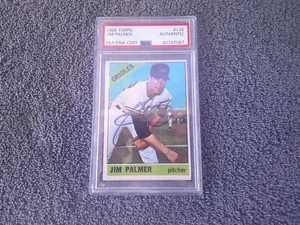 1966 TOPPS #126
JIM PALMER AUTHENTIC
PSA/DNA CERT
ORIOLES
JIM PALMER pitcher